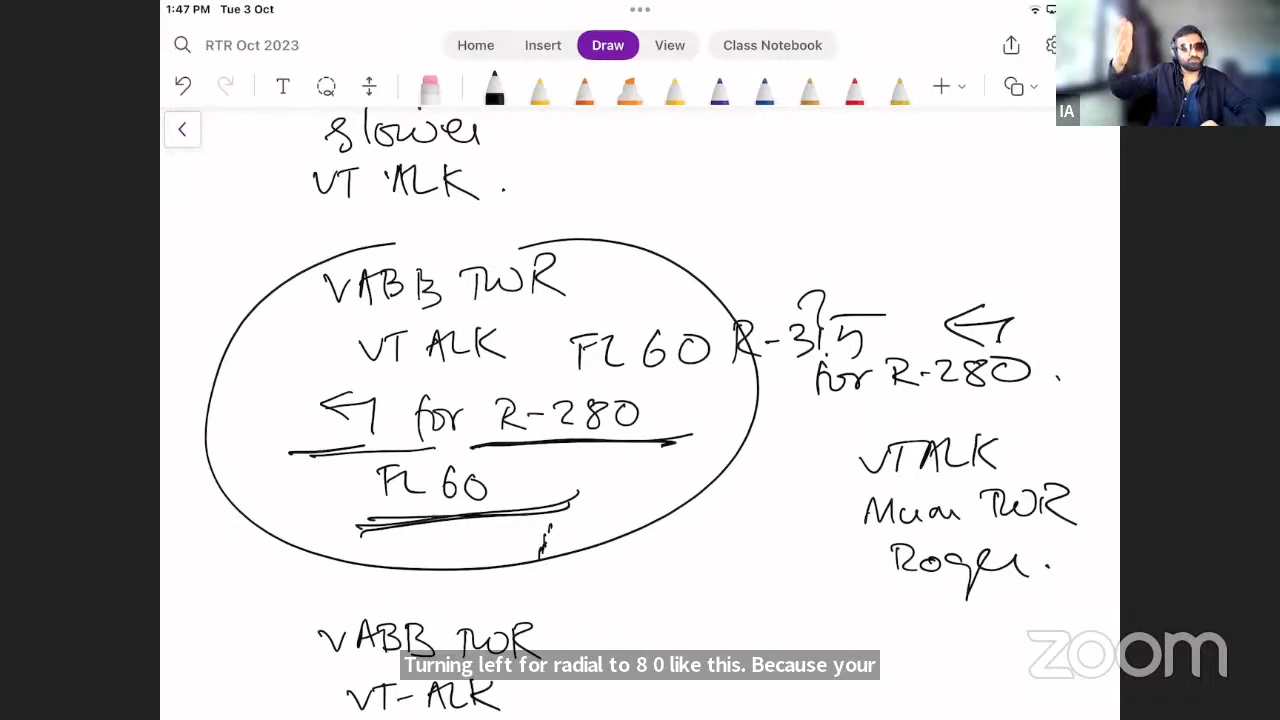 1:47 PM Tue 3 Oct
RTR Oct 2023
Home Insert Draw View Class Notebook
IA
slower
VT ALK.
VABB TWR
VT ALK FL 60 R-315
for R-280
for R-280.
FL 60
VTALK
TWR
Roger.
VABB TWR
VT-ALK
zoom
Turning left for radial to 8 0 like this. Because your